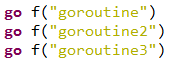 go f("goroutine")
go f("goroutine2")
go f("goroutine3")